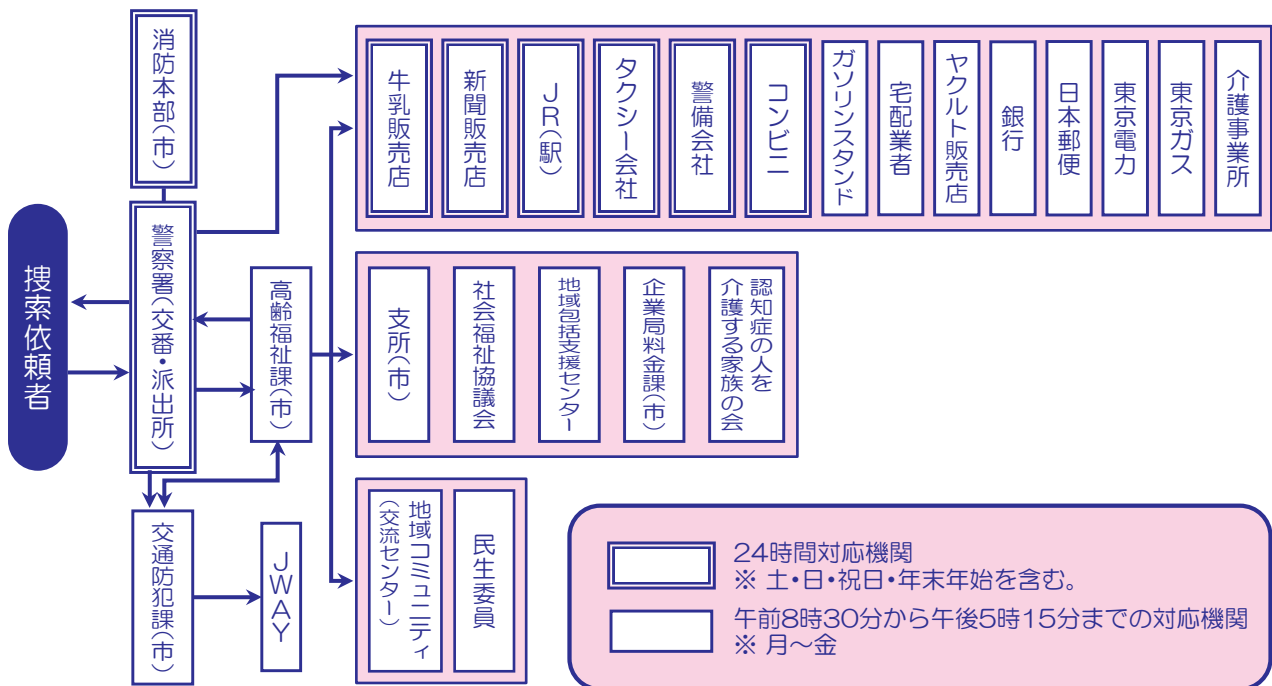 消防本部(市)
捜索依頼者
警察署(交番・派出所)
高齢福祉課(市)
交通防犯課(市)
JWAY
牛乳販売店
新聞販売店
JR(駅)
タクシー会社
警備会社
コンビニ
ガソリンスタンド
宅配業者
ヤクルト販売店
銀行
日本郵便
東京電力
東京ガス
介護事業所
支所(市)
社会福祉協議会
地域包括支援センター
企業局料金課(市)
認知症の人を
介護する家族の会
地域コミュニティ
(交流センター)
民生委員
24時間対応機関
※ 土・日・祝日・年末年始を含む。
午前8時30分から午後5時15分までの対応機関
※ 月〜金